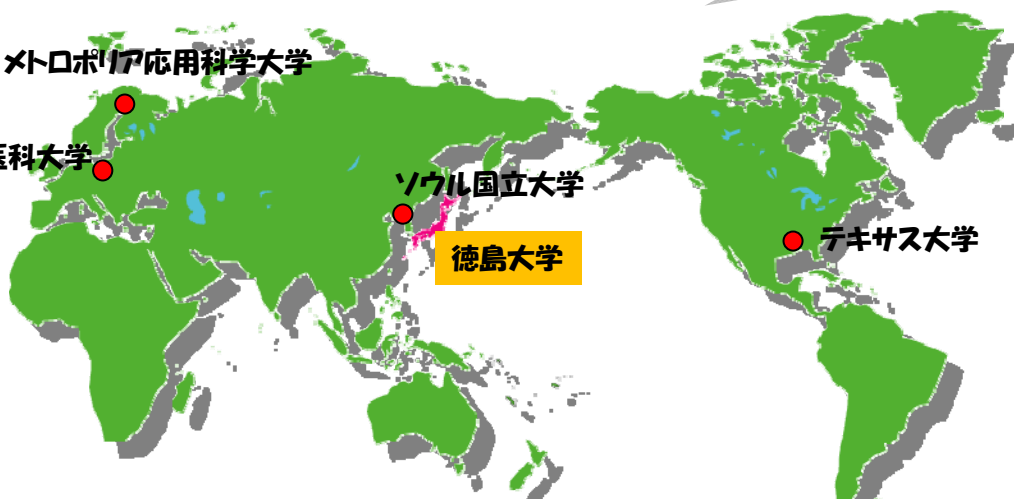 メトロポリア応用科学大学
医科大学
ソウル国立大学
徳島大学
テキサス大学